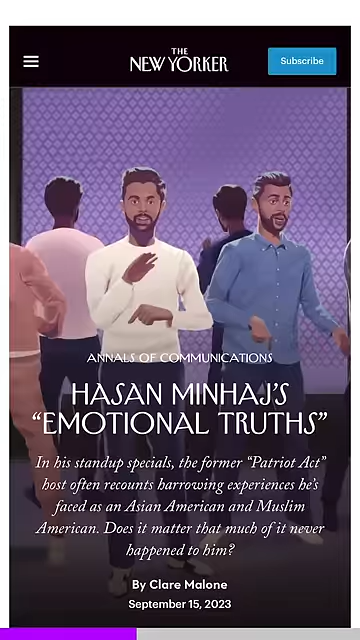 THE
NEW YORKER
Subscribe
ANNALS OF COMMUNICATIONS
HASAN MINHAJ'S
“EMOTIONAL TRUTHS”
In his standup specials, the former “Patriot Act”
host often recounts harrowing experiences he’s
faced as an Asian American and Muslim
American. Does it matter that much of it never
happened to him?
By Clare Malone
September 15, 2023